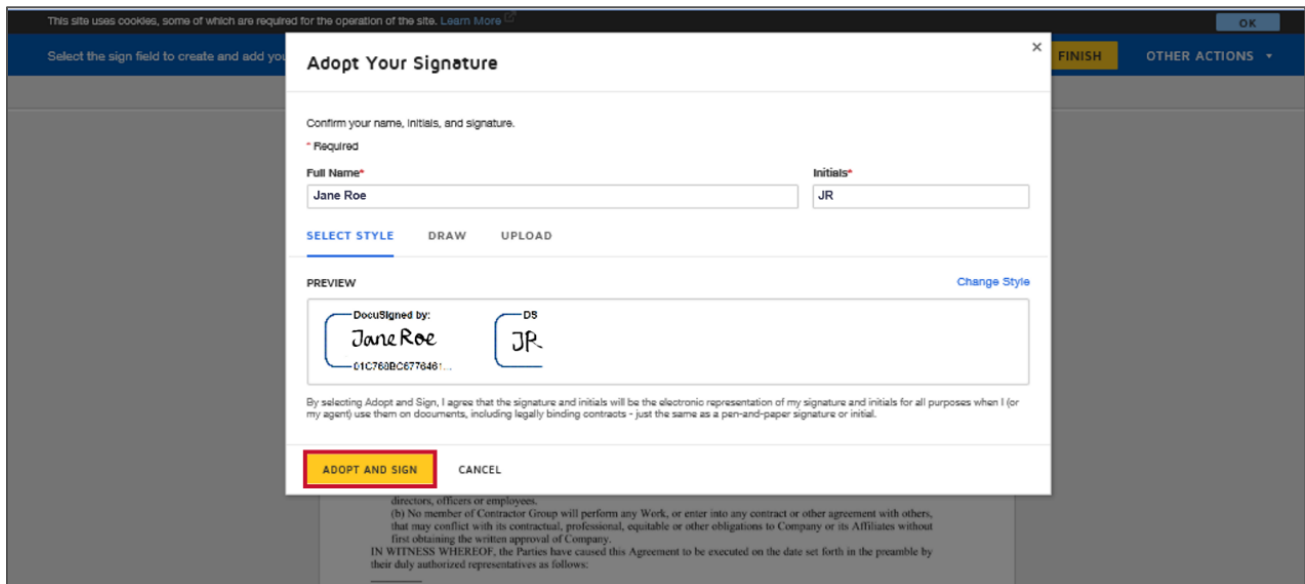 This site uses cookies, some of which are required for the operation of the site. Learn More
OK
Select the sign field to create and add you
FINISH
OTHER ACTIONS
Adopt Your Signature
×
Confirm your name, initials, and signature.
* Required
Full Name*
Initials*
Jane Roe
JR
SELECT STYLE DRAW UPLOAD
PREVIEW
Change Style
DocuSigned by:
Jane Roe
01C768BC6776461...
DS
JR
By selecting Adopt and Sign, I agree that the signature and initials will be the electronic representation of my signature and initials for all purposes when I (or
my agent) use them on documents, including legally binding contracts - just the same as a pen-and-paper signature or initial.
ADOPT AND SIGN
CANCEL
directors, officers or employees.
(b) No member of Contractor Group will perform any Work, or enter into any contract or other agreement with others,
that may conflict with its contractual, professional, equitable or other obligations to Company or its Affiliates without
first obtaining the written approval of Company.
IN WITNESS WHEREOF, the Parties have caused this Agreement to be executed on the date set forth in the preamble by
their duly authorized representatives as follows: